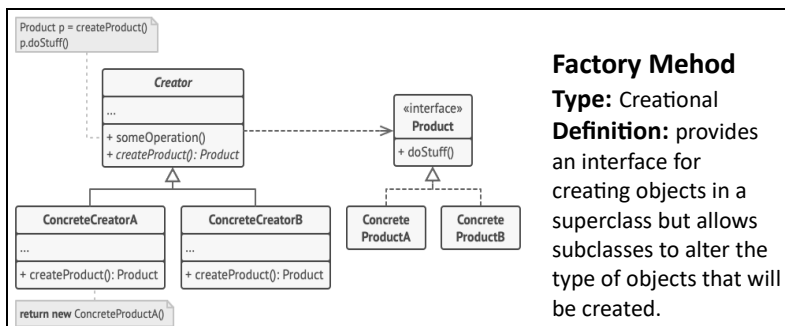 Product p = createProduct()
p.doStuff()
Creator
...
+ someOperation()
+ createProduct(): Product
«interface»
Product
+ doStuff()
ConcreteCreatorA
...
+ createProduct(): Product
ConcreteCreatorB
...
+ createProduct(): Product
Concrete
ProductA
Concrete
ProductB
return new ConcreteProductA()
Factory Mehod
Type: Creational
Definition: provides
an interface for
creating objects in a
superclass but allows
subclasses to alter the
type of objects that will
be created.